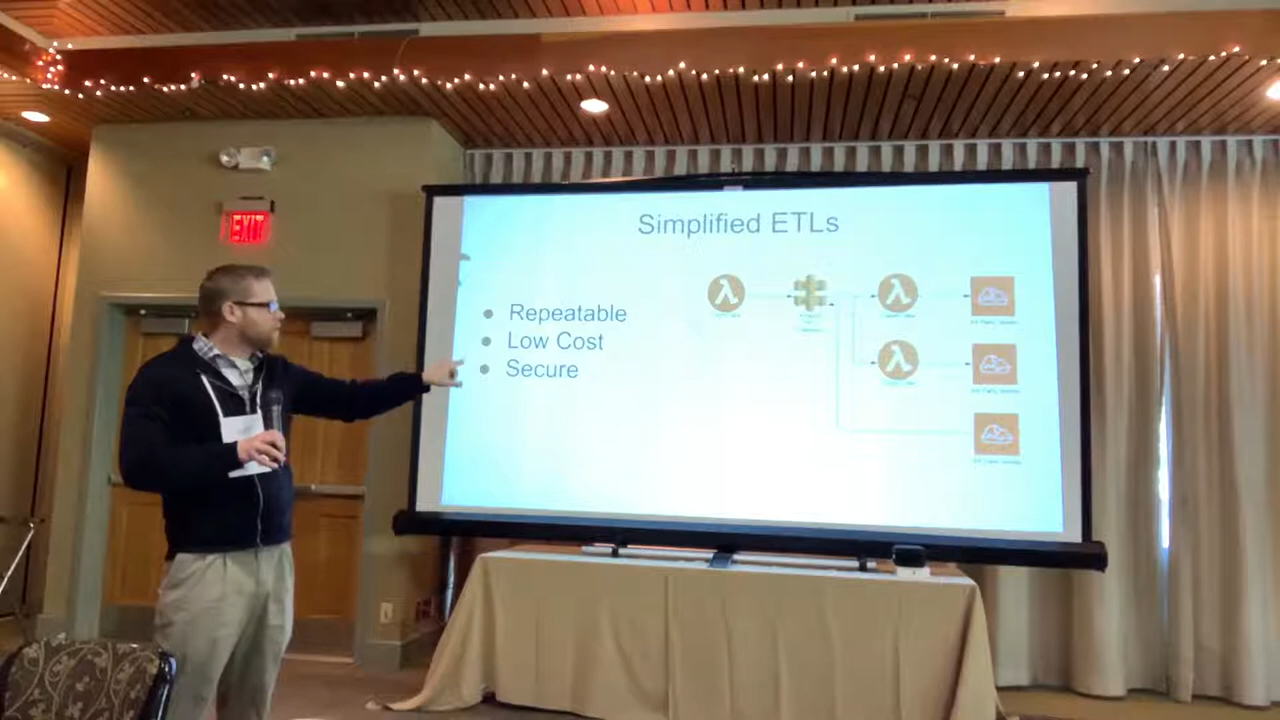 EXIT
Simplified ETLs
Repeatable
Low Cost
Secure